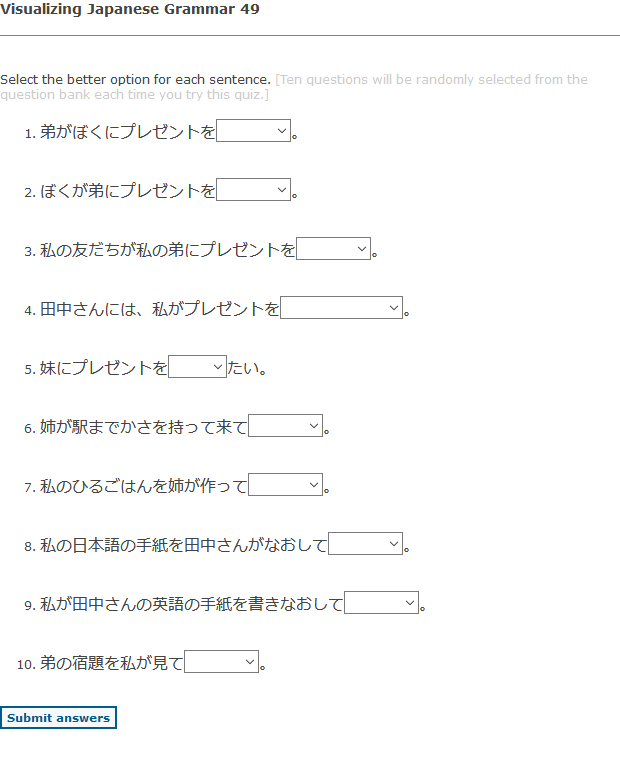 Visualizing Japanese Grammar 49
Select the better option for each sentence. [Ten questions will be randomly selected from the
question bank each time you try this quiz.]
1. 弟がぼくにプレゼントを。
2. ぼくが弟にプレゼントを。
3. 私の友だちが私の弟にプレゼントを。
4. 田中さんには、私がプレゼントを。
5. 妹にプレゼントをたい。
6. 姉が駅までかさを持って来て。
7. 私のひるごはんを姉が作って。
8. 私の日本語の手紙を田中さんがなおして。
9. 私が田中さんの英語の手紙を書きなおして。
10. 弟の宿題を私が見て。
Submit answers